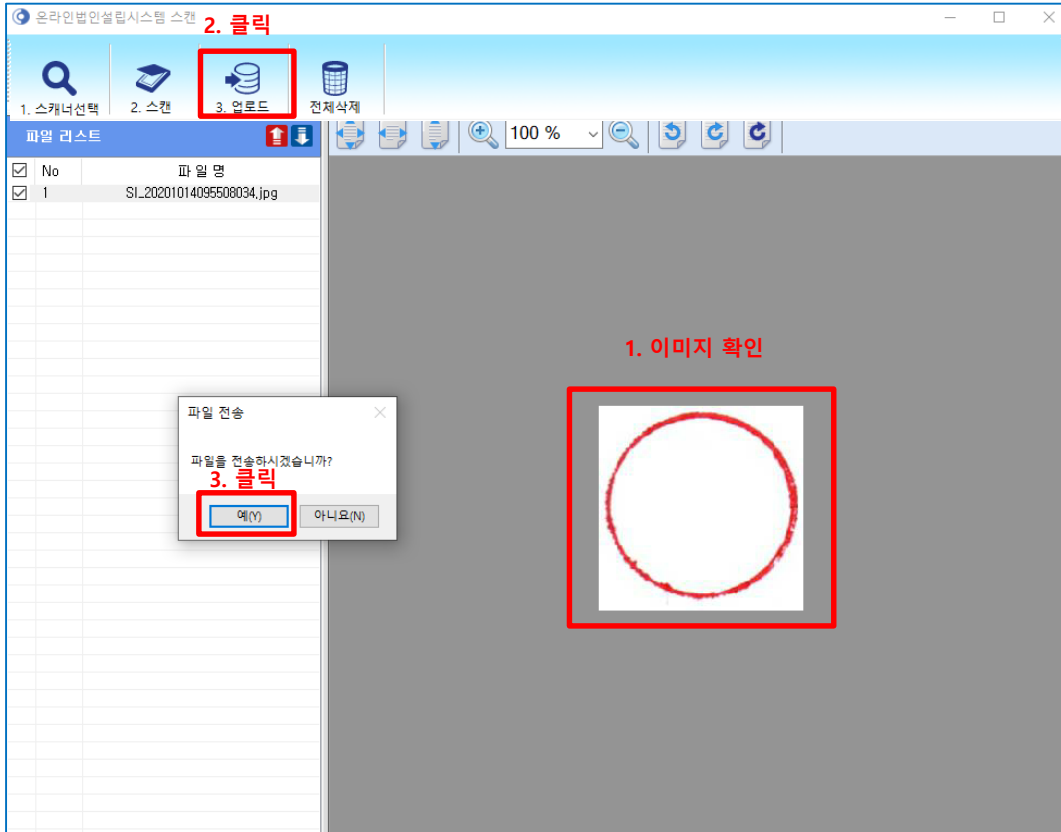 온라인법인설립시스템 스캔
2. 클릭
1. 스캐너선택
2. 스캔
3. 업로드
전체삭제
파일 리스트
100 %
No 파 일 명
1 SI_20201014095508034.jpg
1. 이미지 확인
파일 전송
파일을 전송하시겠습니까?
3. 클릭
예(Y)
아니요(N)